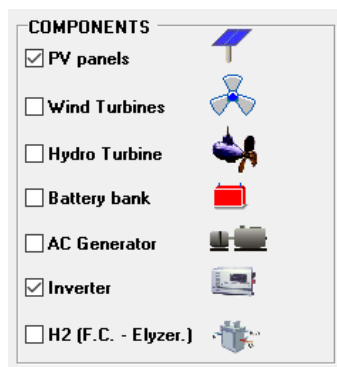 COMPONENTS
PV panels
Wind Turbines
Hydro Turbine
Battery bank
AC Generator
Inverter
H2 (F.C. - Elyzer.)